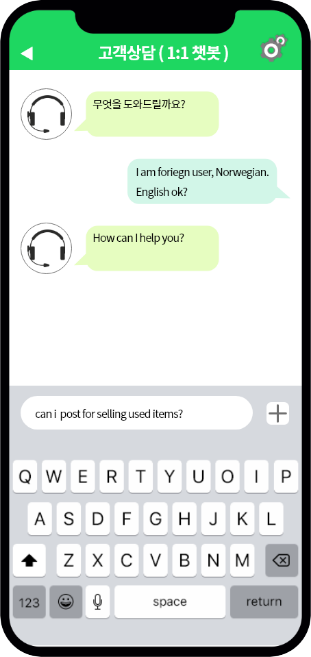 고객상담 ( 1:1 챗봇 )
무엇을 도와드릴까요?
I am foriegn user, Norwegian.
English ok?
How can I help you?
can i post for selling used items?
Q W E R T Y U O I P
A S D F G H J K L
Z X C V B N M
123 space return